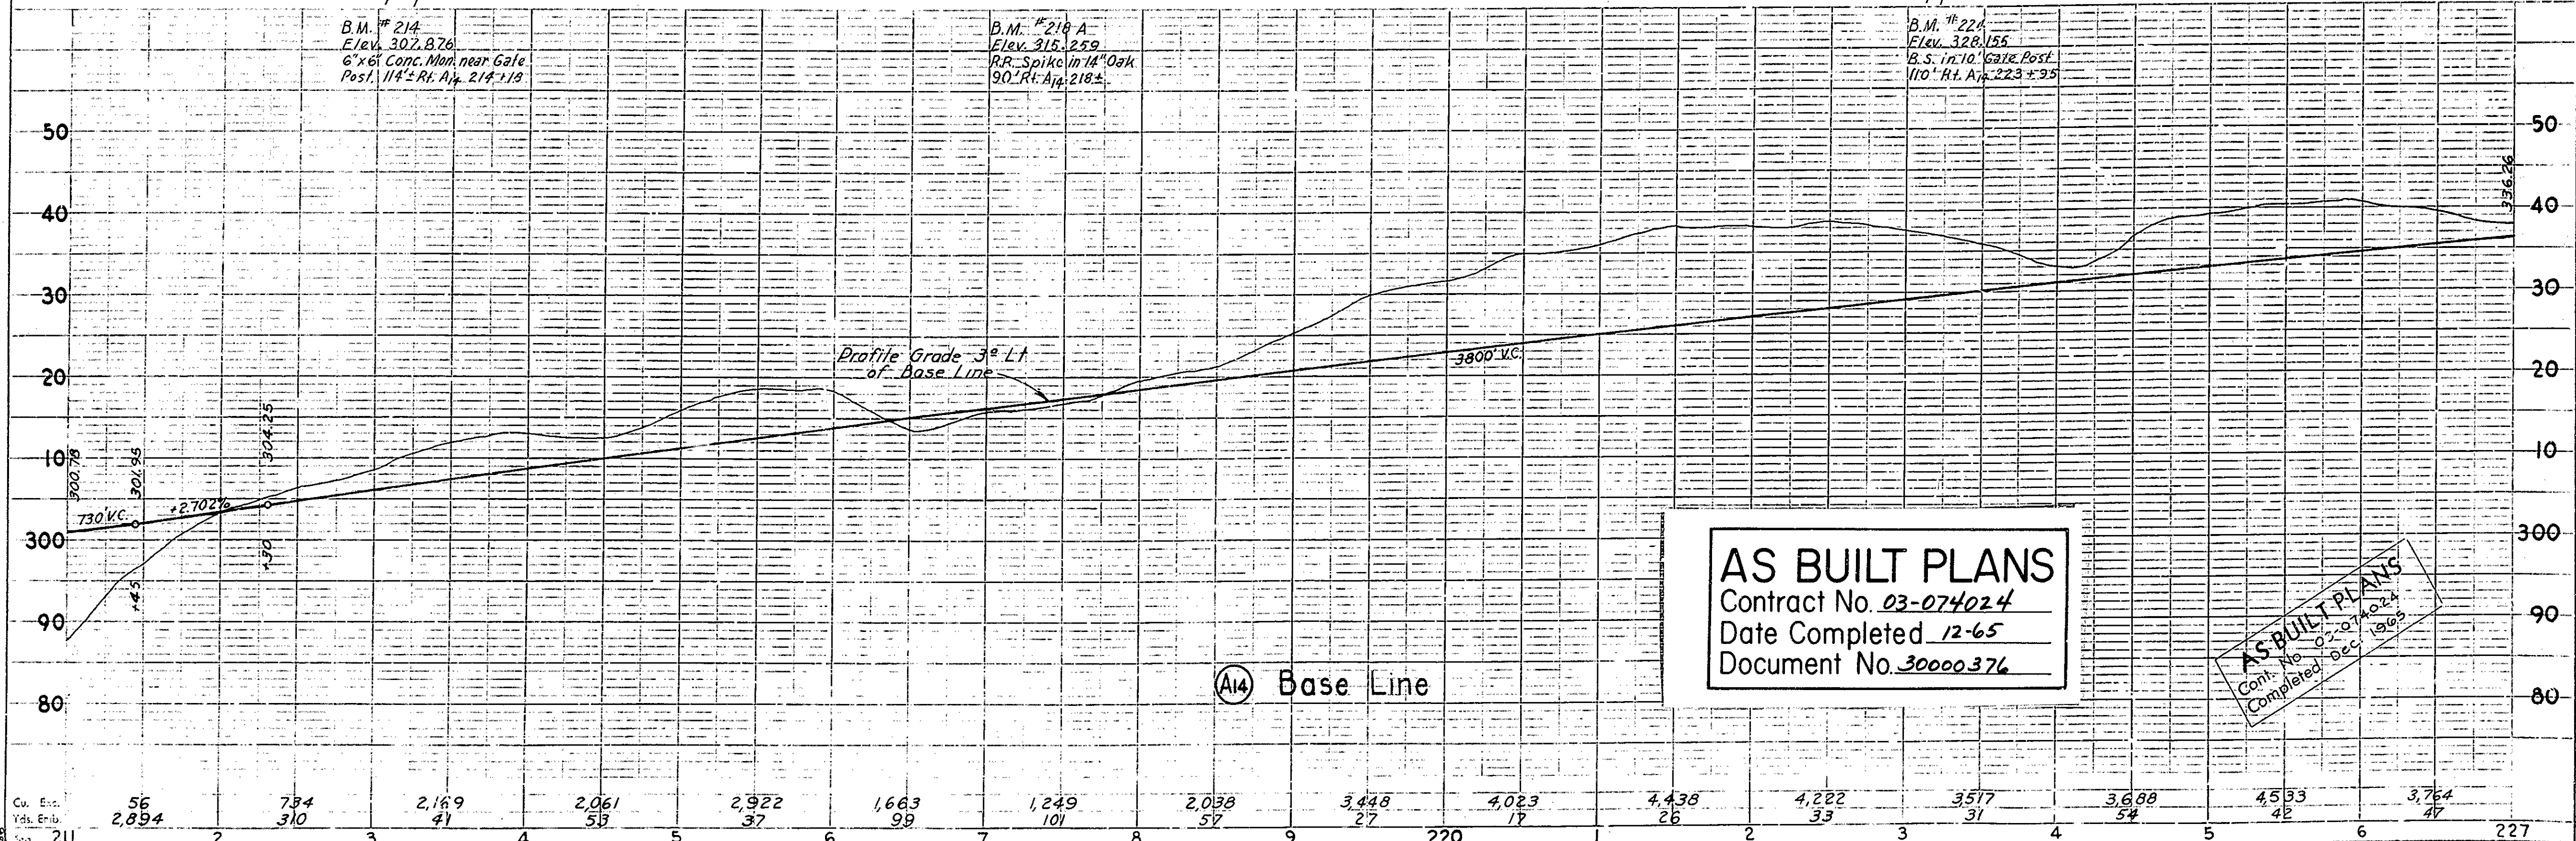 B.M. # 214
Elev. 307.876
6"x6" Conc. Mon. near Gate
Post. 114'± Rt. A14 214+18
B.M. #218 A
Elev. 315.259
R.R. Spike in 14" Oak
90' Rt. A14 218±
Elev. 328.155
B.S. in 10" Gate Post
110' Rt. A14 223+95
50
50
336.26
40
40
30
30
Profile Grade 3º Lt.
of Base Line
3800' V.C.
20
20
10
10
300.78
301.95
304.25
730' V.C.
+2.702%
300
300
+45
+30
90
90
80
80
A14 Base Line
AS BUILT PLANS
Contract No. 03-074024
Date Completed 12-65
Document No. 30000376
AS BUILT PLANS
Cont. No. 03-074024
Completed Dec. 1965
Cu. Exc. 56 734 2,169 2,061 2,922 1,663 1,249 2,038 3,448 4,023 4,438 4,222 3,517 3,688 4,533 3,764
Yds. Emb. 2,894 310 41 53 37 99 101 57 27 17 26 33 31 54 42 47
211 2 3 4 5 6 7 8 9 220 1 2 3 4 5 6 227